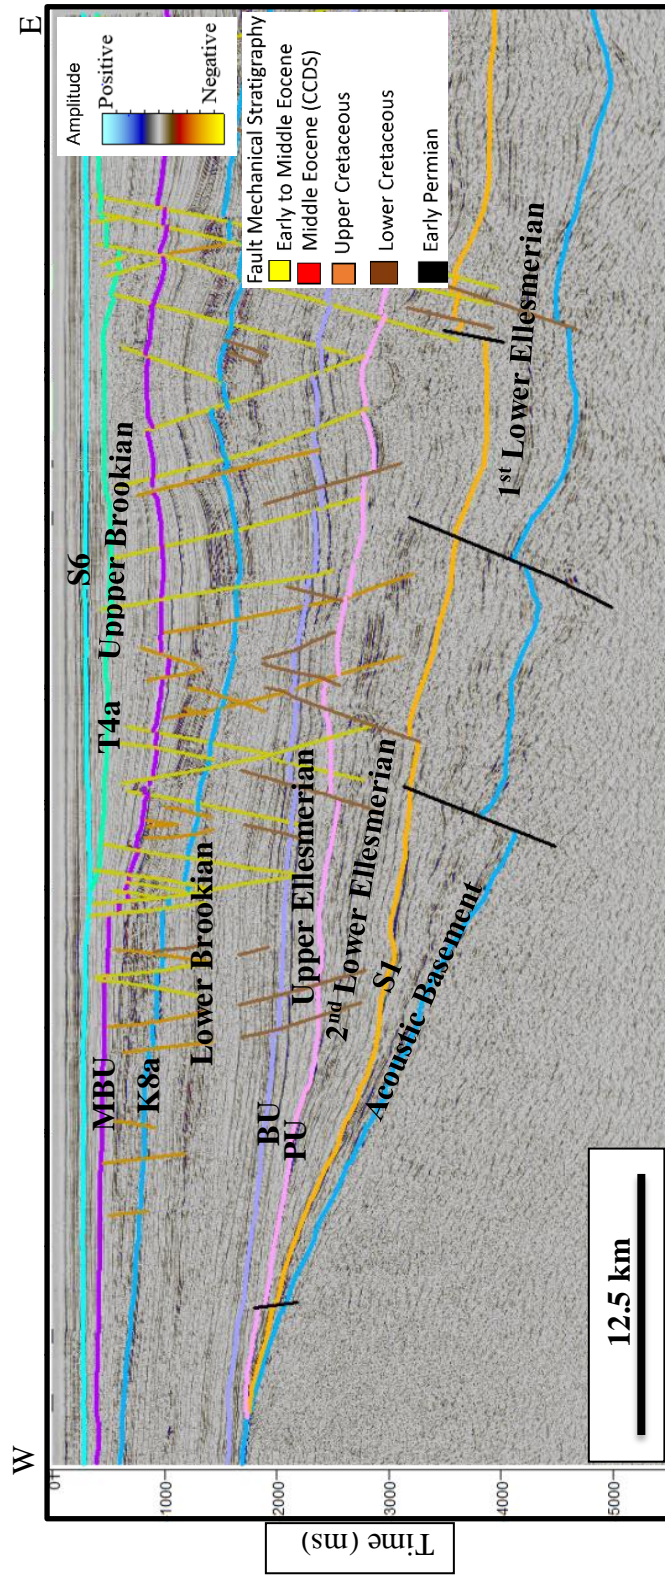 W
E
Amplitude
Positive
Negative
Fault Mechanical Stratigraphy
Early to Middle Eocene
Middle Eocene (CCDS)
Upper Cretaceous
Lower Cretaceous
Early Permian
S6
Uppper Brookian
T4a
MBU
K8a
Lower Brookian
BU
PU
Upper Ellesmerian
2nd Lower Ellesmerian
S1
Acoustic Basement
1st Lower Ellesmerian
0
1000
2000
3000
4000
5000
Time (ms)
12.5 km